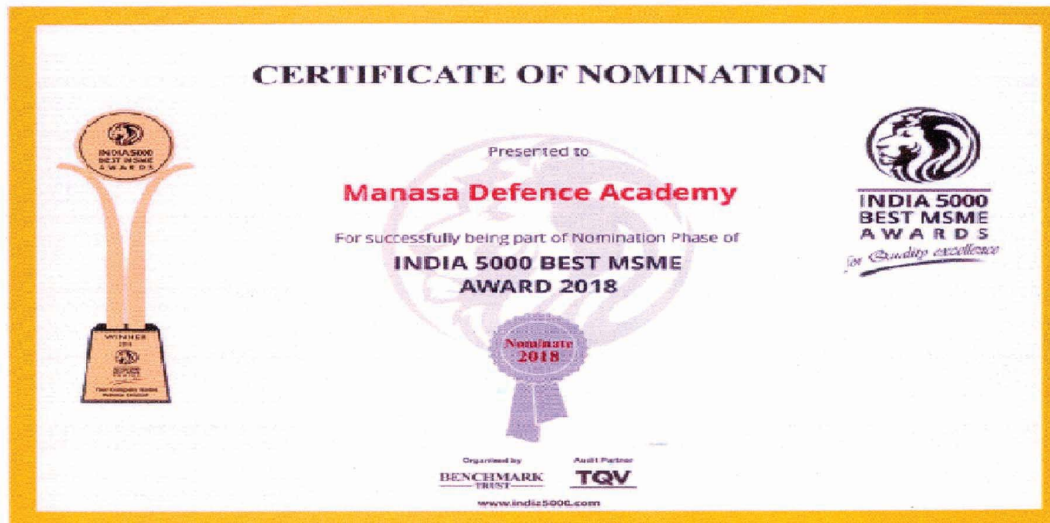 CERTIFICATE OF NOMINATION
INDIA 5000
BEST MSME
AWARDS
Presented to
Manasa Defence Academy
For successfully being part of Nomination Phase of
INDIA 5000 BEST MSME
AWARD 2018
INDIA 5000
BEST MSME
AWARDS
for Quality excellence
WINNER
Nominate
2018
Organised by
BENCHMARK
TRUST
Audit Partner
TQV
www.india5000.com